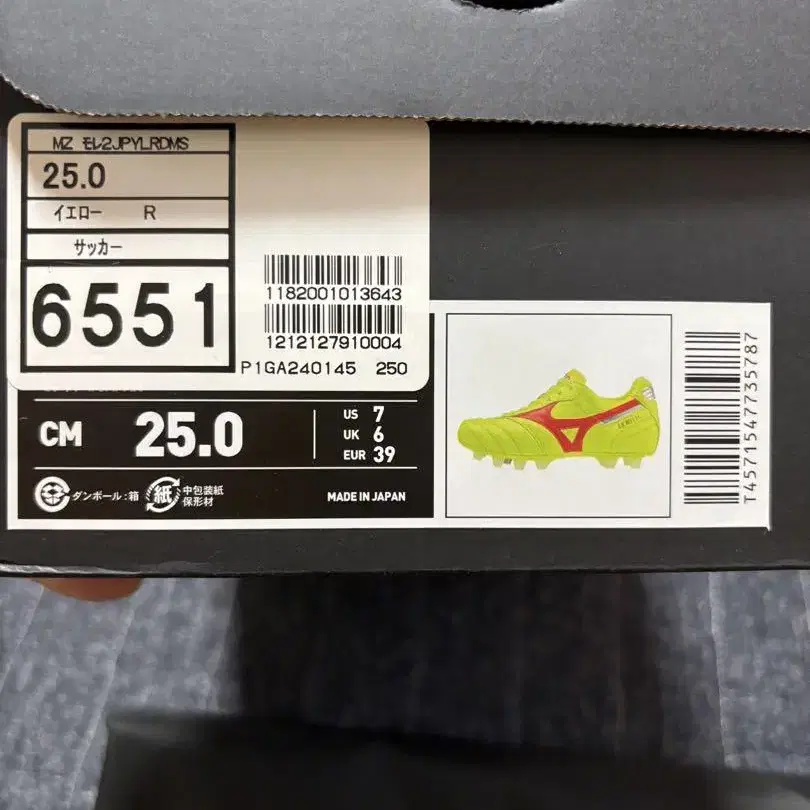 MZ モレ2JPYLRDMS
25.0
イエロー R
サッカー
6551
1182001013643
1212127910004
P1GA240145 250
CM 25.0
US 7
UK 6
EUR 39
ダンボール:箱
紙 中包装紙
保形材
MADE IN JAPAN
T4571547735787